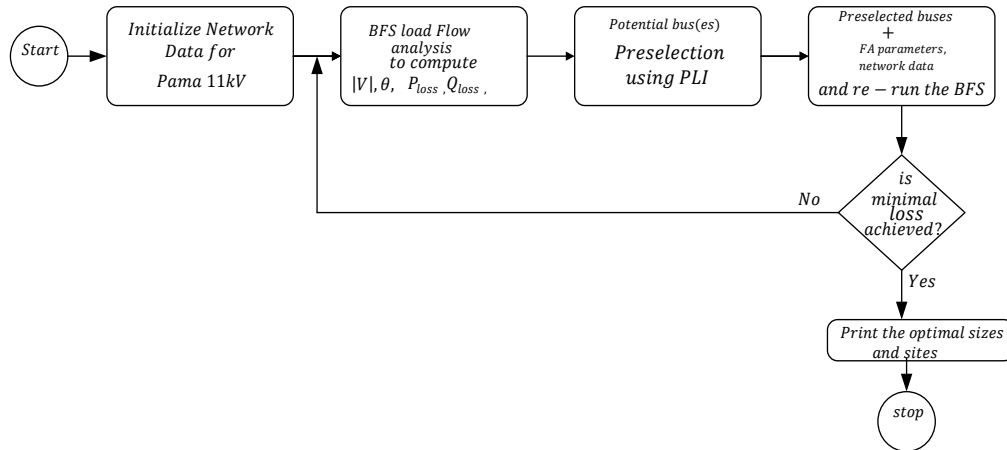 Start
Initialize Network
Data for
Pama 11kV
BFS load Flow
analysis
to compute
|V|, θ, P_loss , Q_loss ,
Potential bus(es)
Preselection
using PLI
Preselected buses
+
FA parameters,
network data
and re − run the BFS
is
minimal
loss
achieved?
No
Yes
Print the optimal sizes
and sites
stop